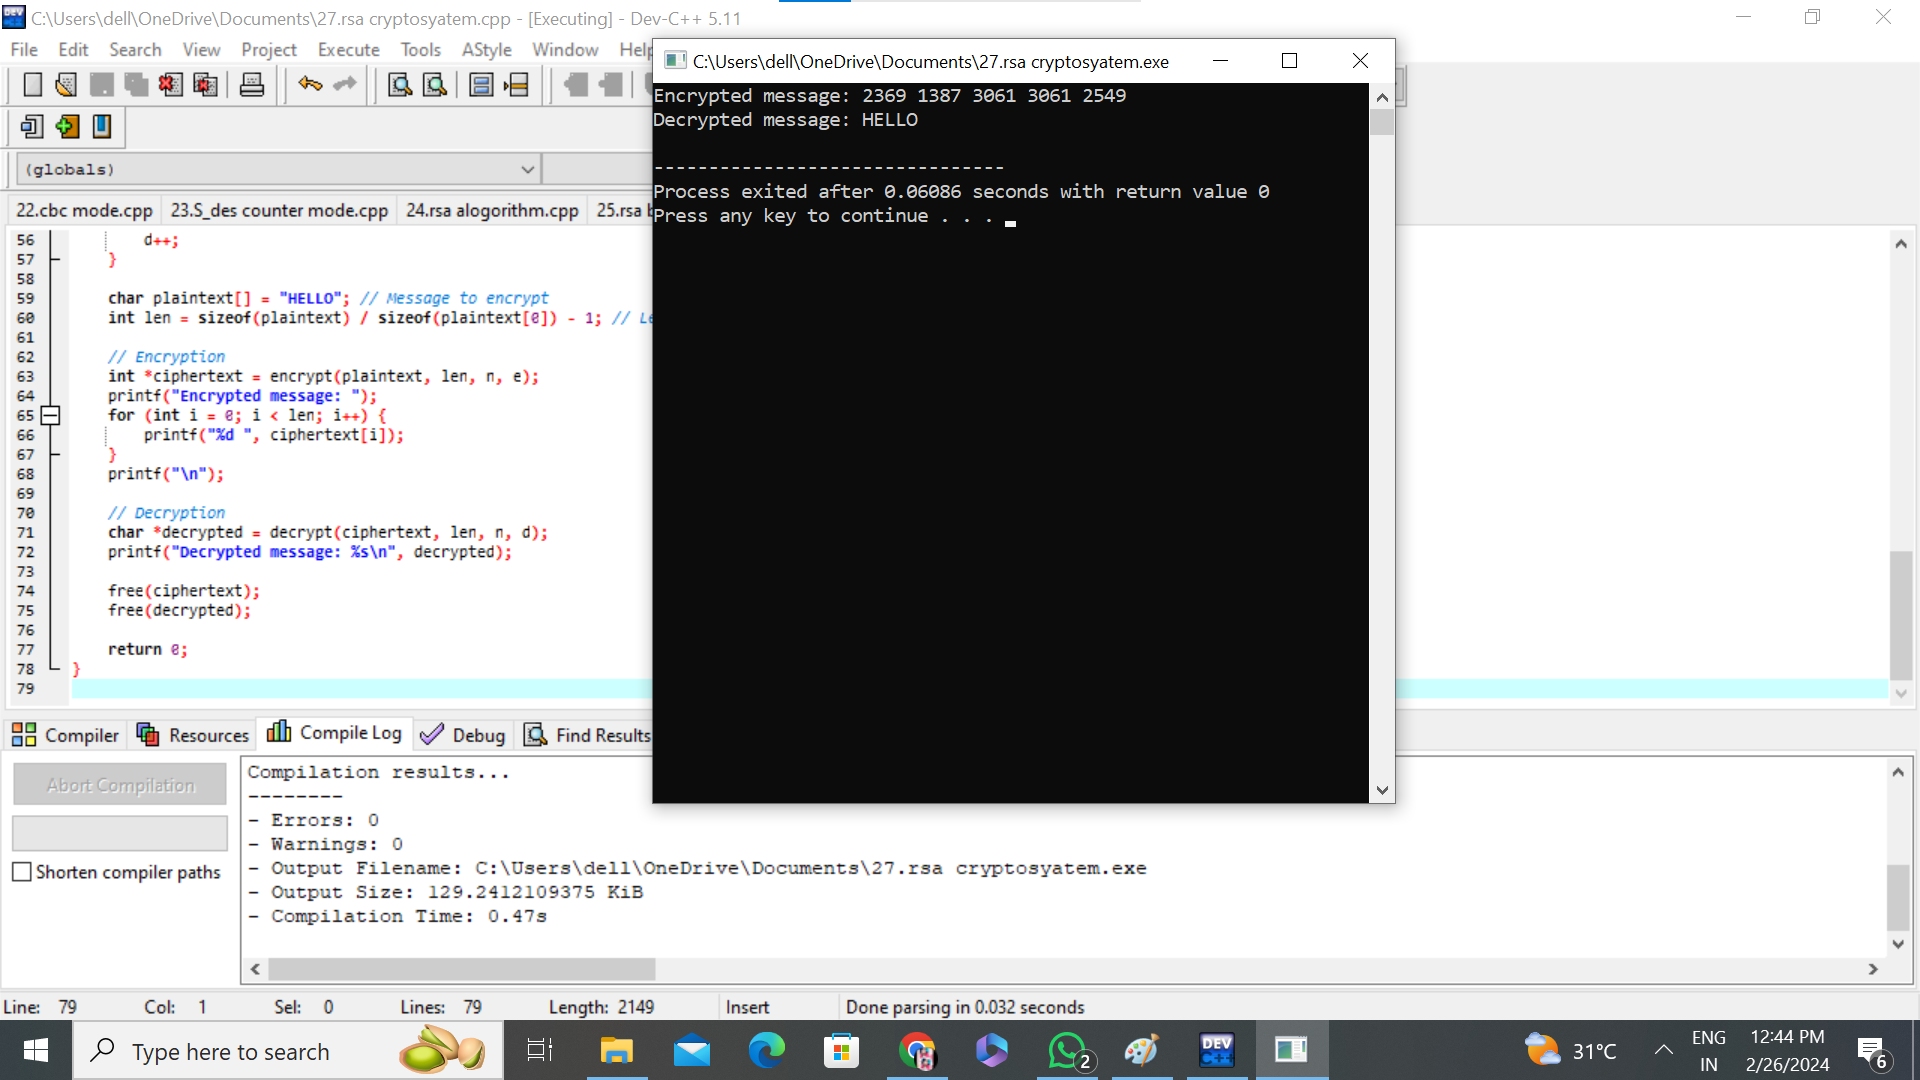 C:\Users\dell\OneDrive\Documents\27.rsa cryptosyatem.cpp - [Executing] - Dev-C++ 5.11
File Edit Search View Project Execute Tools AStyle Window Help
C:\Users\dell\OneDrive\Documents\27.rsa cryptosyatem.exe
Encrypted message: 2369 1387 3061 3061 2549
Decrypted message: HELLO
--------------------------------
Process exited after 0.06086 seconds with return value 0
Press any key to continue . . .
(globals)
22.cbc mode.cpp 23.S_des counter mode.cpp 24.rsa alogorithm.cpp 25.rsa
56 d++;
57 }
58
59 char plaintext[] = "HELLO"; // Message to encrypt
60 int len = sizeof(plaintext) / sizeof(plaintext[0]) - 1; //
61
62 // Encryption
63 int *ciphertext = encrypt(plaintext, len, n, e);
64 printf("Encrypted message: ");
65 for (int i = 0; i < len; i++) {
66 printf("%d ", ciphertext[i]);
67 }
68 printf("\n");
69
70 // Decryption
71 char *decrypted = decrypt(ciphertext, len, n, d);
72 printf("Decrypted message: %s\n", decrypted);
73
74 free(ciphertext);
75 free(decrypted);
76
77 return 0;
78 }
79
Compiler Resources Compile Log Debug Find Results
Abort Compilation
Shorten compiler paths
Compilation results...
--------
- Errors: 0
- Warnings: 0
- Output Filename: C:\Users\dell\OneDrive\Documents\27.rsa cryptosyatem.exe
- Output Size: 129.2412109375 KiB
- Compilation Time: 0.47s
Line: 79 Col: 1 Sel: 0 Lines: 79 Length: 2149 Insert Done parsing in 0.032 seconds
Type here to search
2
DEV C++
31°C
ENG
IN
12:44 PM
2/26/2024
6